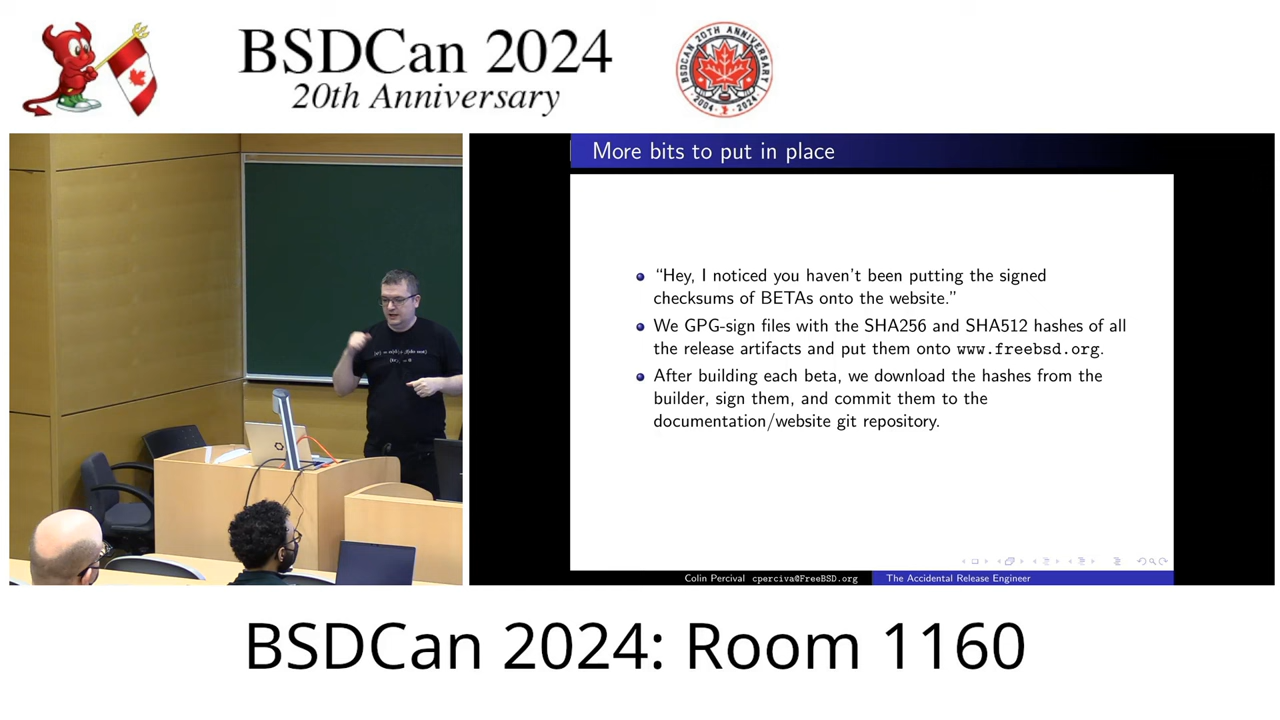 BSDCan 2024
20th Anniversary
BSDCAN 20TH ANNIVERSARY
2004 2024
More bits to put in place
“Hey, I noticed you haven’t been putting the signed
checksums of BETAs onto the website.”
We GPG-sign files with the SHA256 and SHA512 hashes of all
the release artifacts and put them onto www.freebsd.org.
After building each beta, we download the hashes from the
builder, sign them, and commit them to the
documentation/website git repository.
Colin Percival cperciva@FreeBSD.org
The Accidental Release Engineer
BSDCan 2024: Room 1160